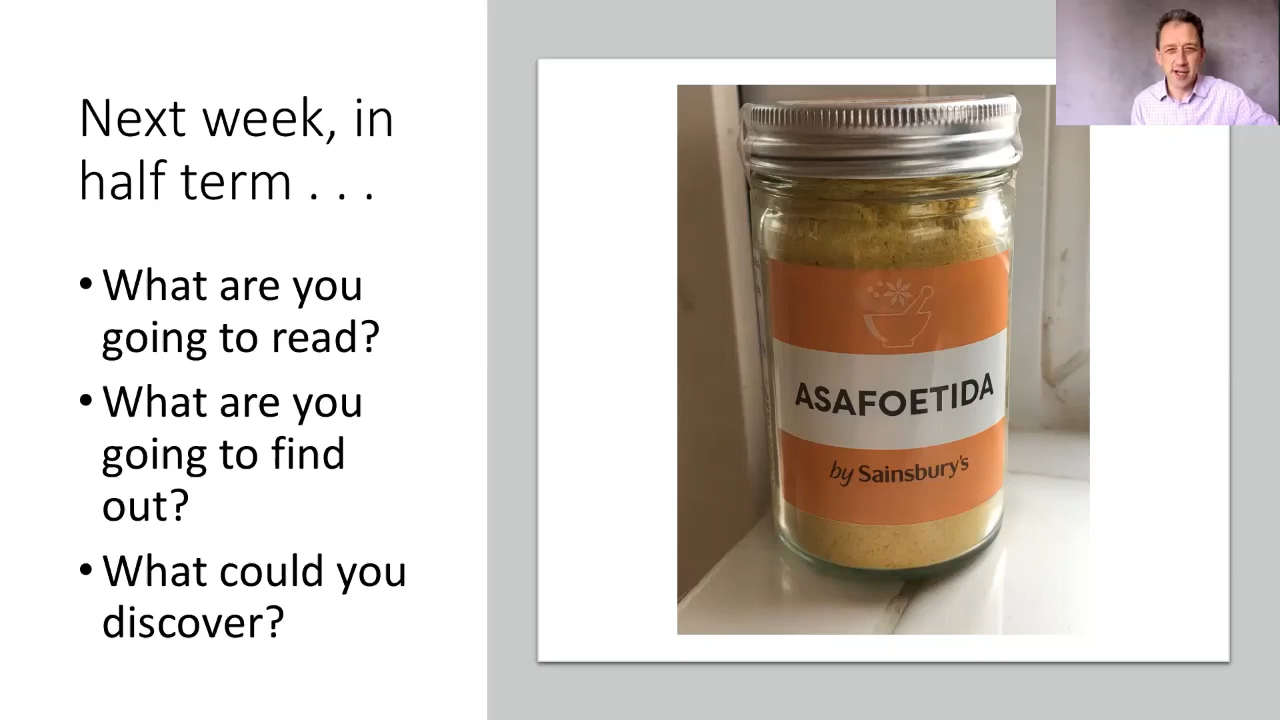 Next week, in
half term . . .
• What are you
going to read?
• What are you
going to find
out?
• What could you
discover?
ASAFOETIDA
by Sainsbury's